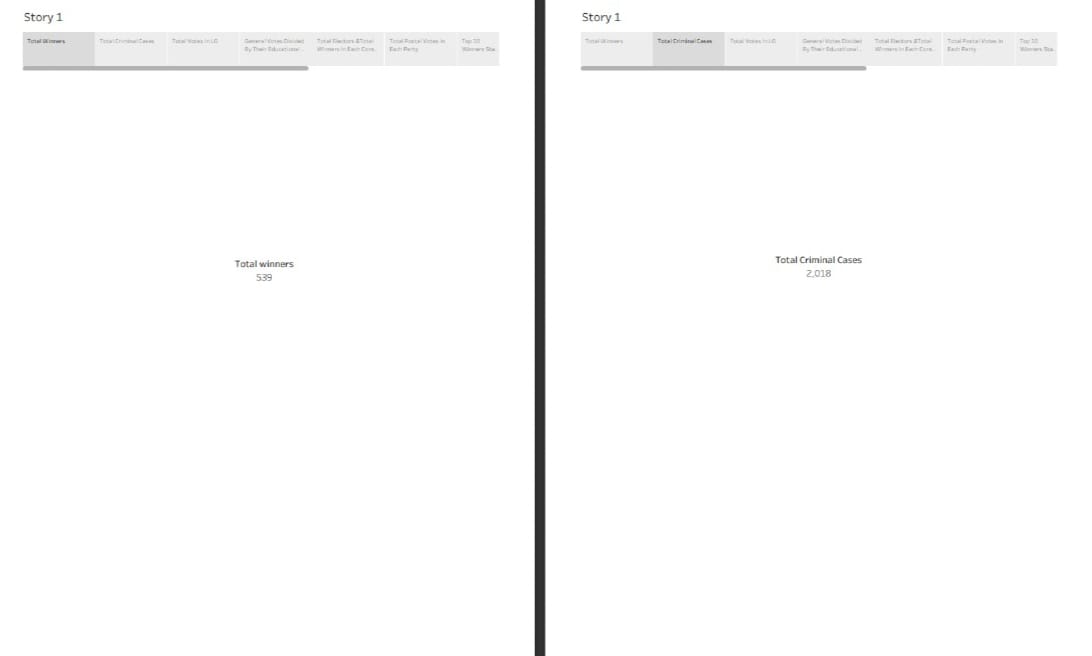 Story 1
Total Winners
Total Criminal Cases
Total Votes In LG
General Votes Divided
By Their Educational ..
Total Electors &Total
Winners In Each Cons..
Total Postal Votes In
Each Party
Top 10
Winners Sta
Total winners
539
Story 1
Total Winners
Total Criminal Cases
Total Votes In LG
General Votes Divided
By Their Educational ..
Total Electors &Total
Winners In Each Cons..
Total Postal Votes In
Each Party
Top 10
Winners Sta
Total Criminal Cases
2,018